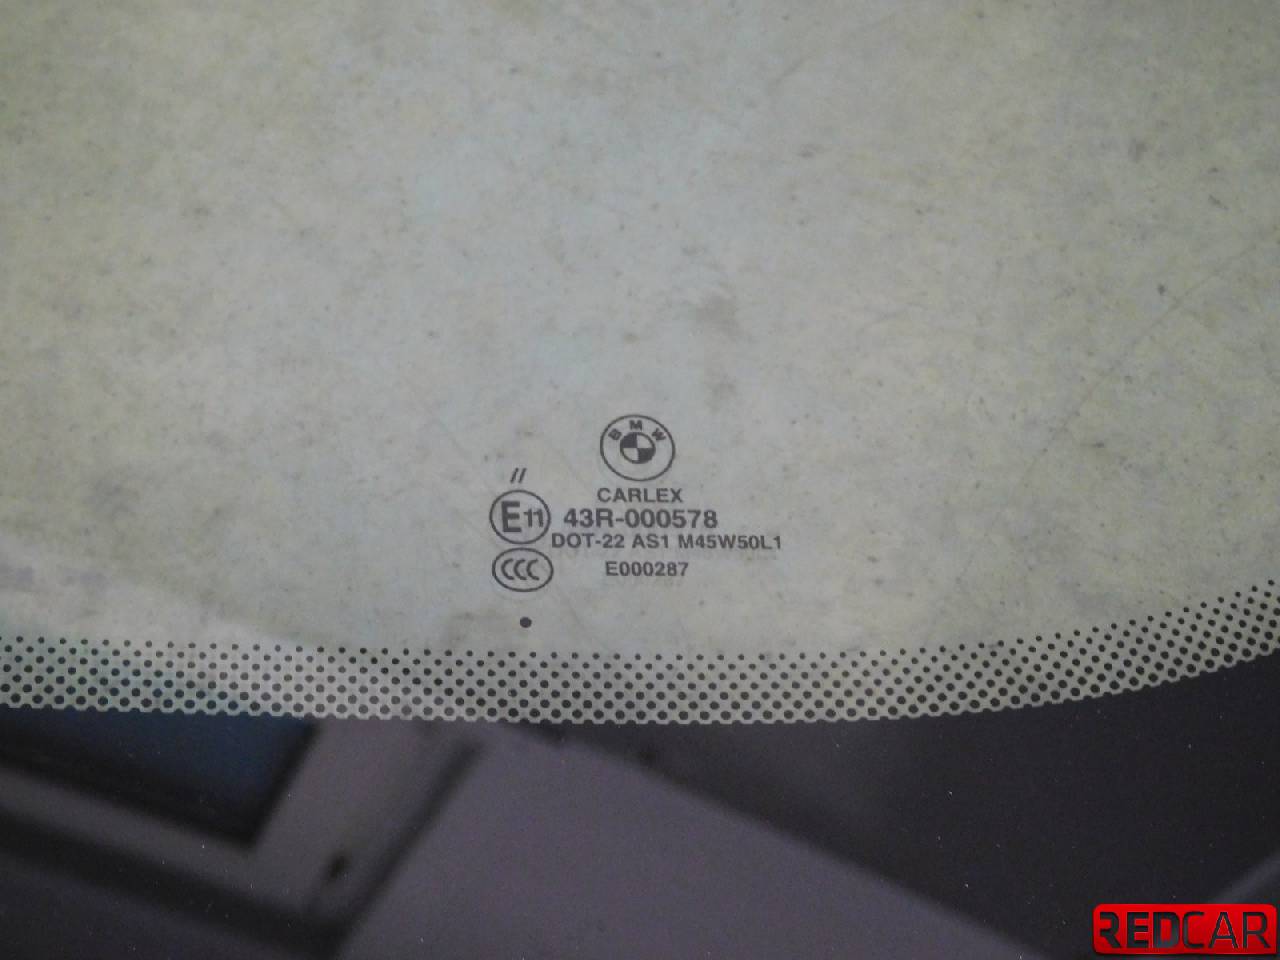 BMW
CARLEX
//
E11 43R-000578
DOT-22 AS1 M45W50L1
CCC E000287
REDCAR